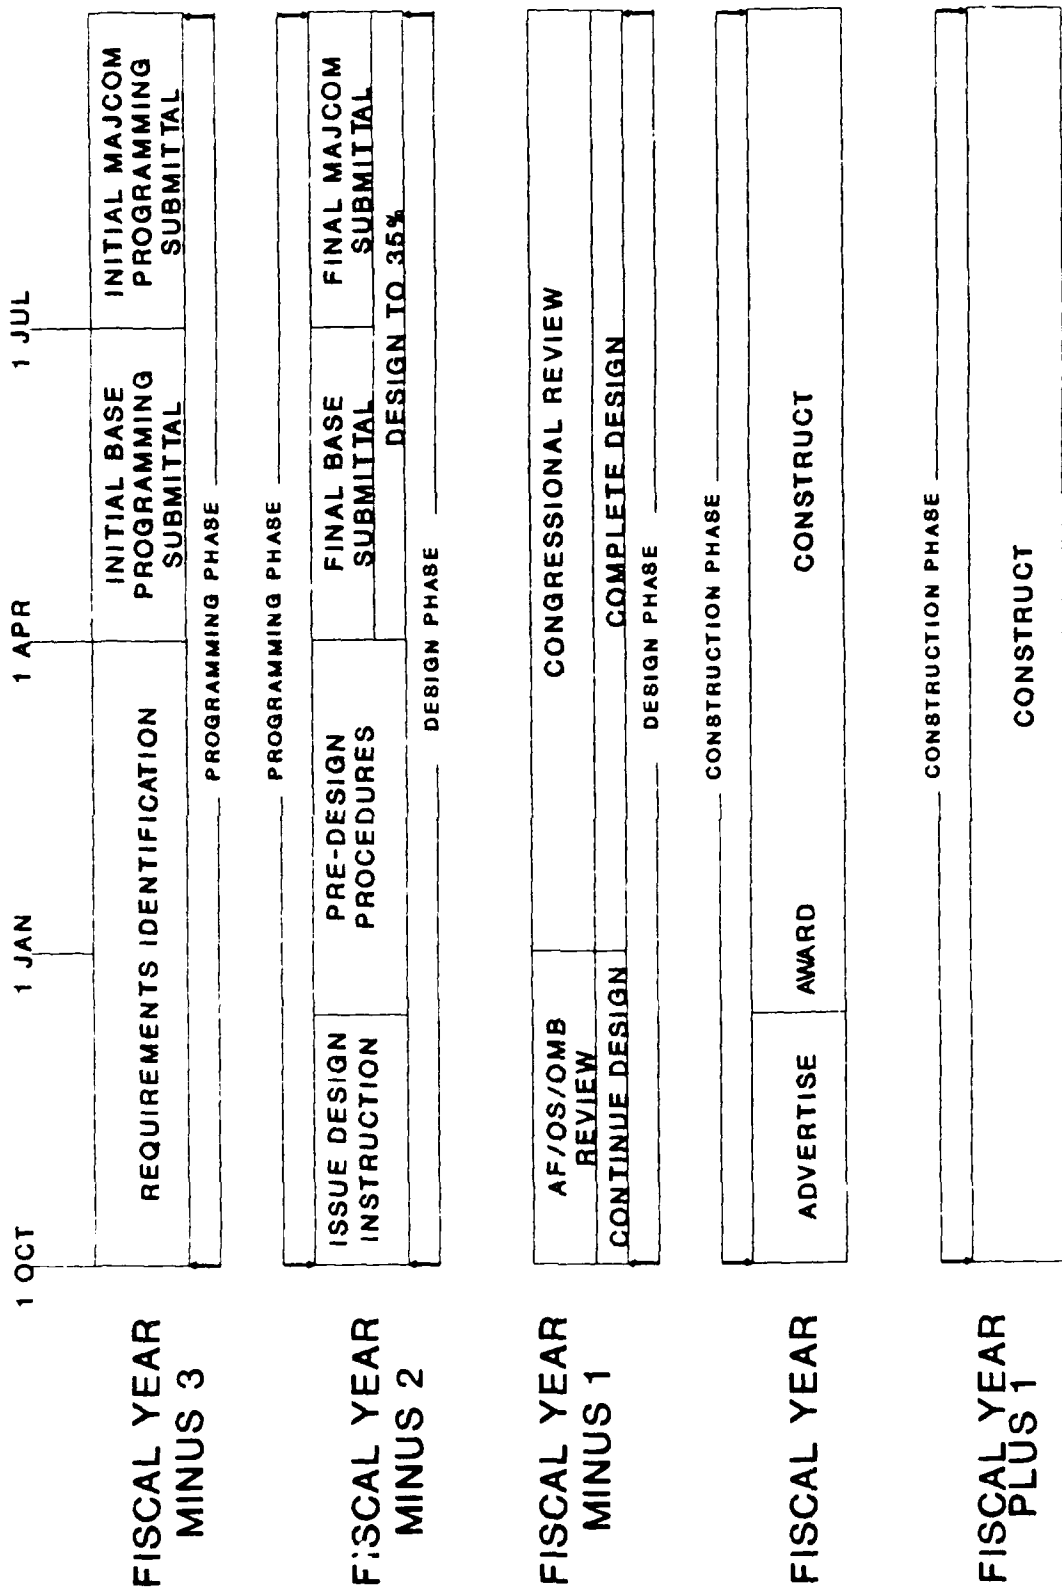 1 OCT
1 JAN
1 APR
1 JUL
FISCAL YEAR
MINUS 3
REQUIREMENTS IDENTIFICATION
INITIAL BASE
PROGRAMMING
SUBMITTAL
INITIAL MAJCOM
PROGRAMMING
SUBMITTAL
PROGRAMMING PHASE
PROGRAMMING PHASE
FISCAL YEAR
MINUS 2
ISSUE DESIGN
INSTRUCTION
PRE-DESIGN
PROCEDURES
FINAL BASE
SUBMITTAL
FINAL MAJCOM
SUBMITTAL
DESIGN TO 35%
DESIGN PHASE
FISCAL YEAR
MINUS 1
AF/OS/OMB
REVIEW
CONGRESSIONAL REVIEW
CONTINUE DESIGN
COMPLETE DESIGN
DESIGN PHASE
CONSTRUCTION PHASE
FISCAL YEAR
ADVERTISE
AWARD
CONSTRUCT
CONSTRUCTION PHASE
FISCAL YEAR
PLUS 1
CONSTRUCT